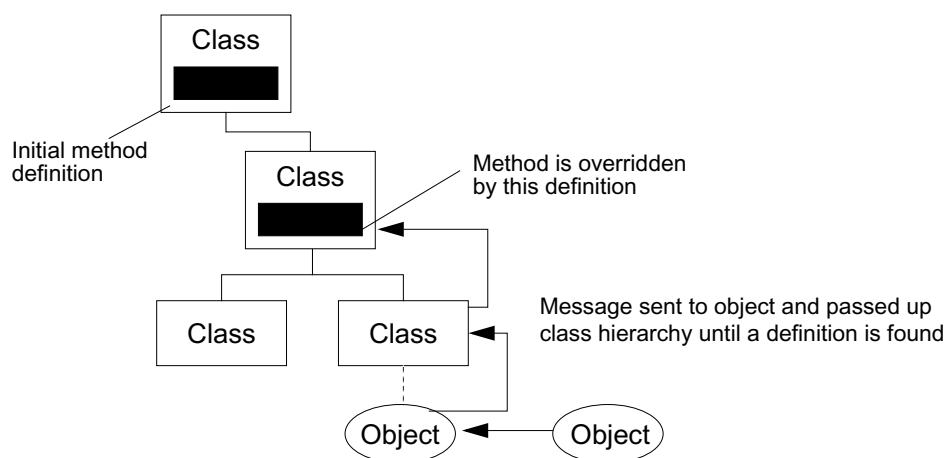 Class
Initial method
definition
Class
Method is overridden
by this definition
Class
Class
Message sent to object and passed up
class hierarchy until a definition is found
Object
Object